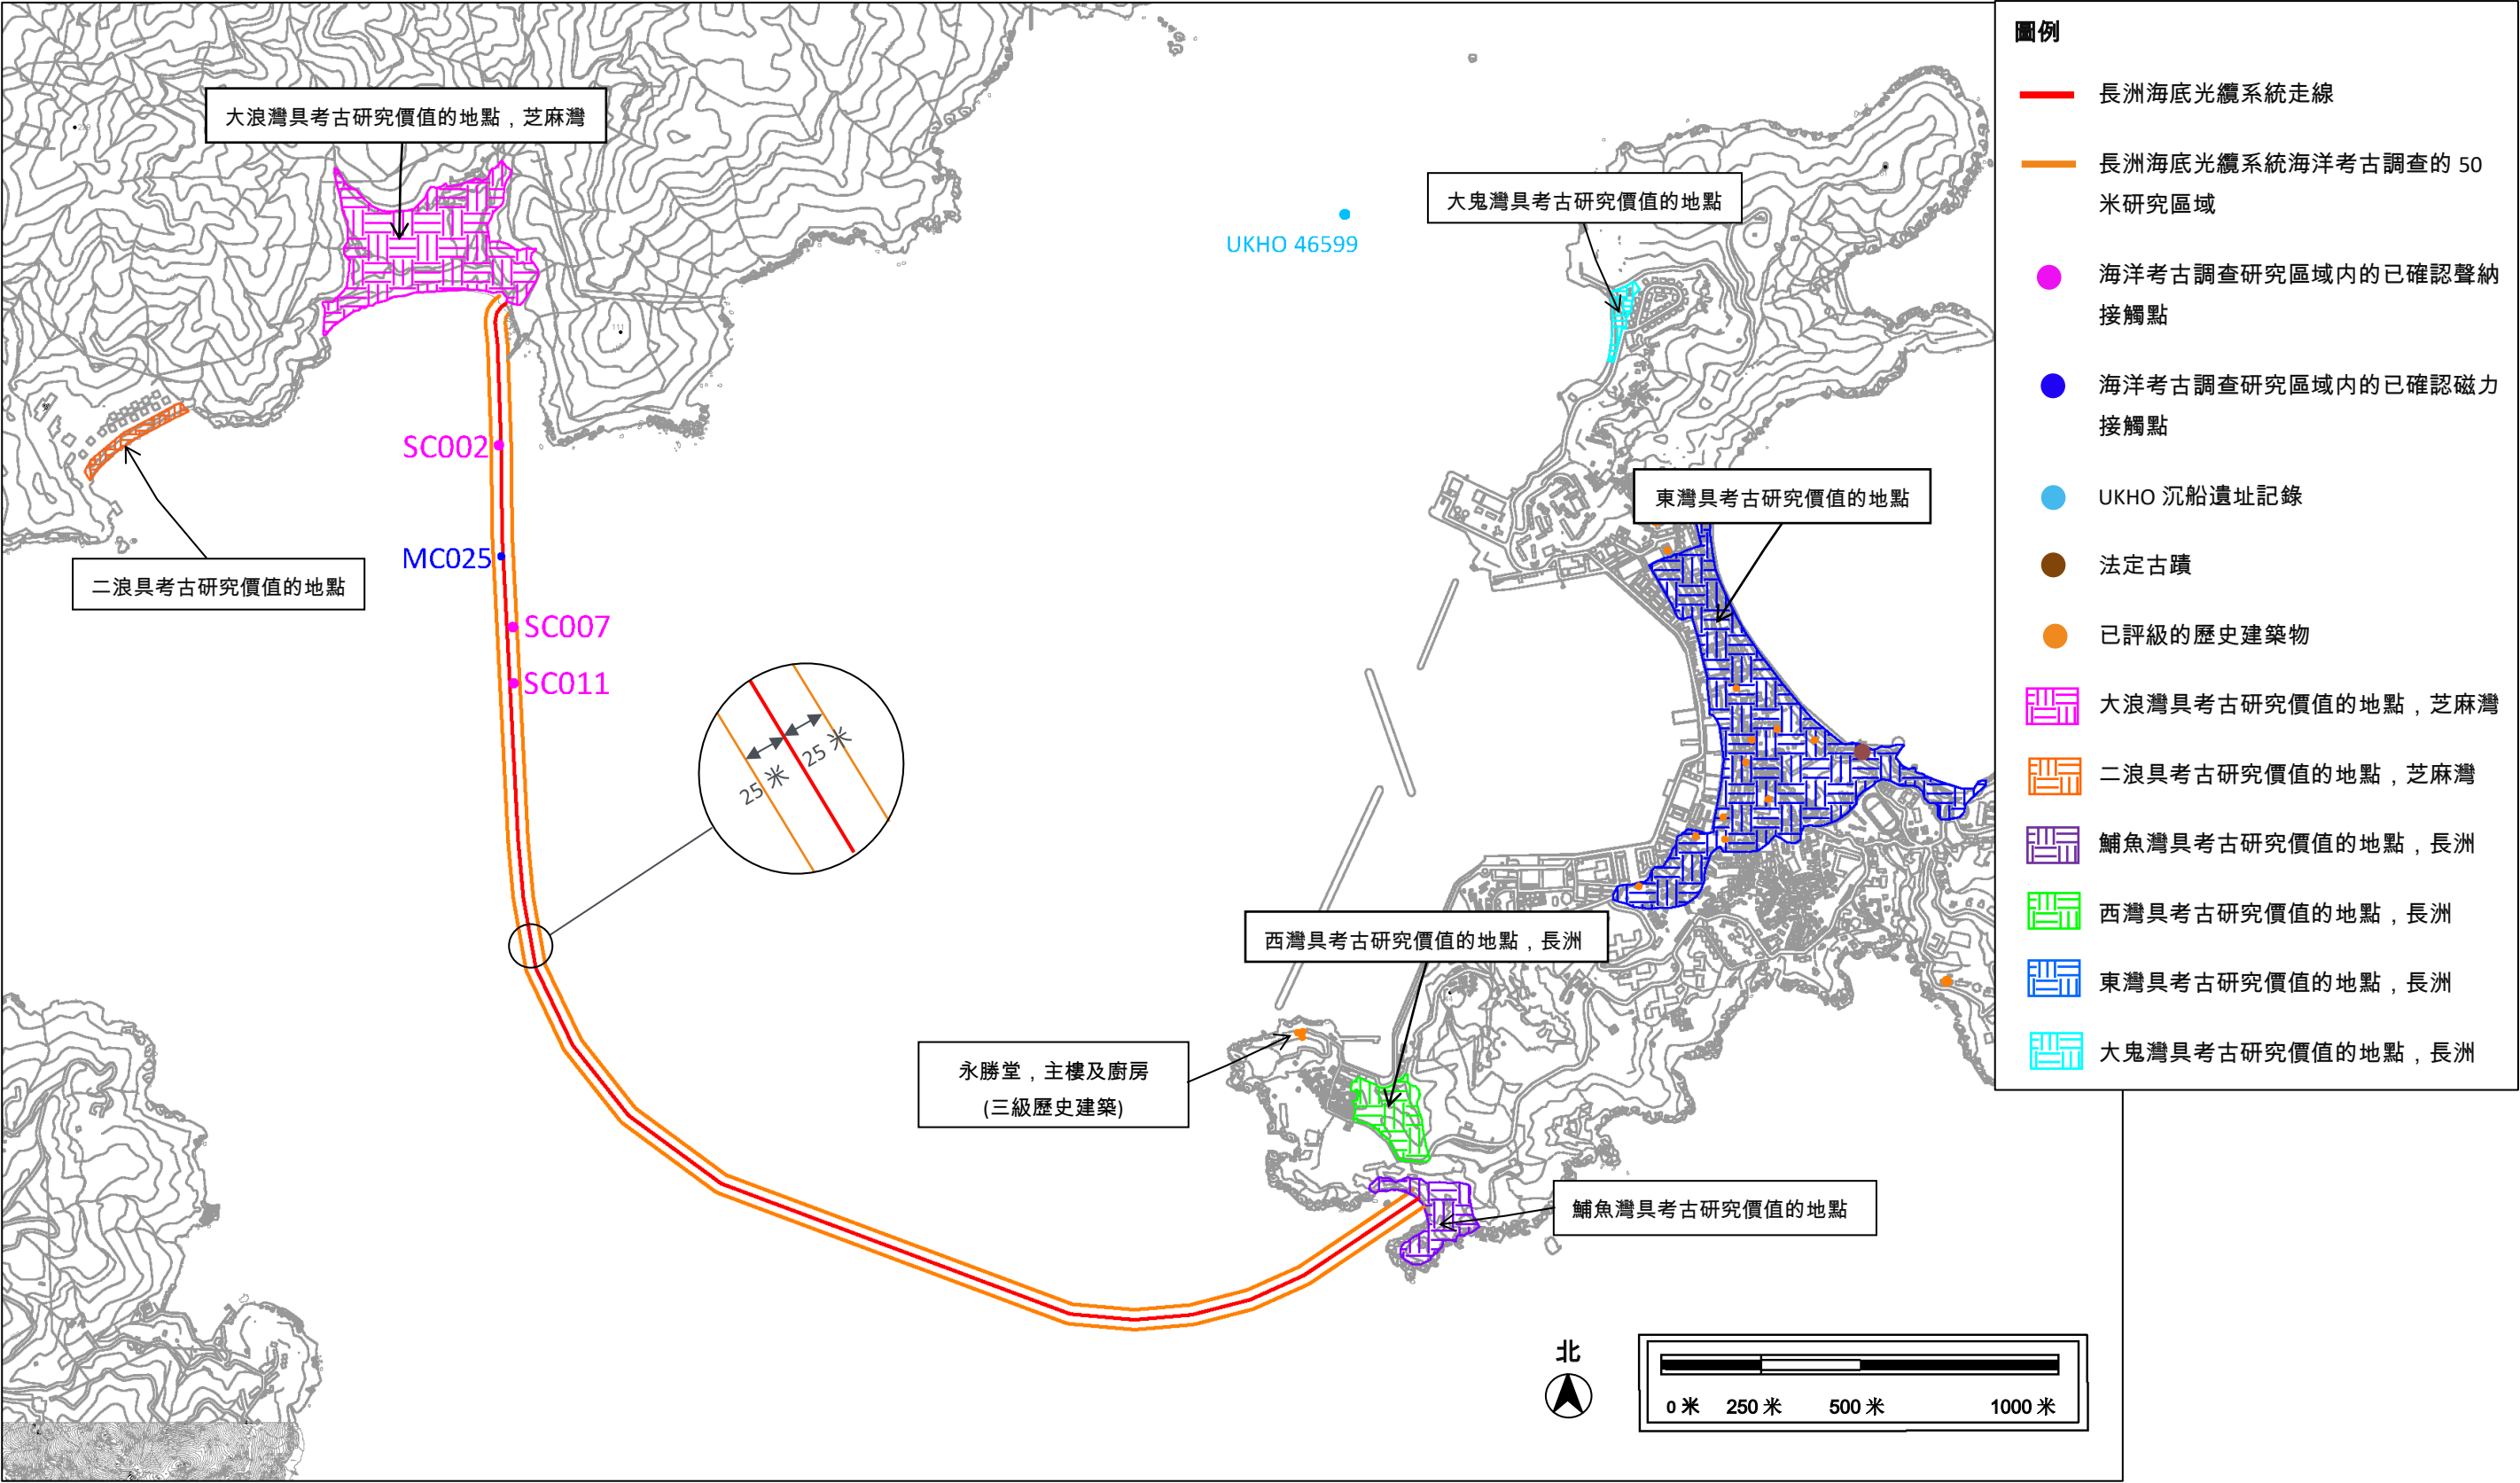 大浪灣具考古研究價值的地點，芝麻灣
大鬼灣具考古研究價值的地點
UKHO 46599
111
SC002
東灣具考古研究價值的地點
MC025
二浪具考古研究價值的地點
SC007
SC011
25 米
25 米
西灣具考古研究價值的地點，長洲
永勝堂，主樓及廚房
(三級歷史建築)
鯆魚灣具考古研究價值的地點
北
0 米 250 米 500 米 1000 米
圖例
長洲海底光纜系統走線
長洲海底光纜系統海洋考古調查的 50
米研究區域
海洋考古調查研究區域內的已確認聲納
接觸點
海洋考古調查研究區域內的已確認磁力
接觸點
UKHO 沉船遺址記錄
法定古蹟
已評級的歷史建築物
大浪灣具考古研究價值的地點，芝麻灣
二浪具考古研究價值的地點，芝麻灣
鯆魚灣具考古研究價值的地點，長洲
西灣具考古研究價值的地點，長洲
東灣具考古研究價值的地點，長洲
大鬼灣具考古研究價值的地點，長洲